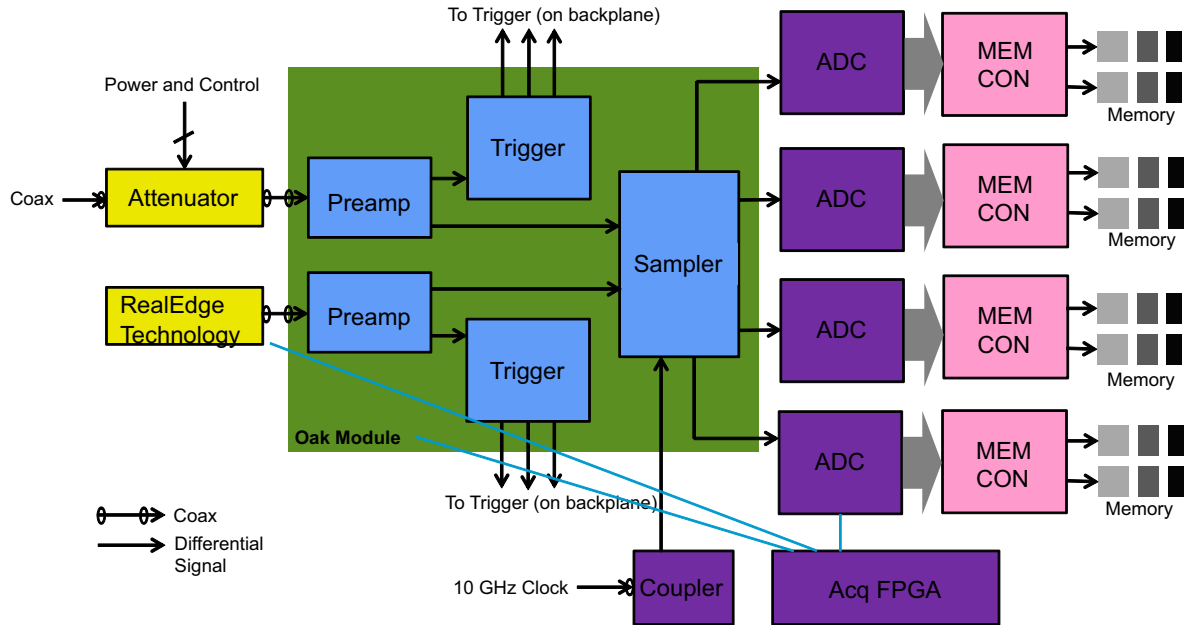 To Trigger (on backplane)
Power and Control
Coax
Attenuator
Preamp
Trigger
RealEdge
Technology
Preamp
Trigger
Sampler
Oak Module
To Trigger (on backplane)
ADC
MEM
CON
Memory
ADC
MEM
CON
Memory
ADC
MEM
CON
Memory
ADC
MEM
CON
Memory
Coax
Differential
Signal
10 GHz Clock
Coupler
Acq FPGA